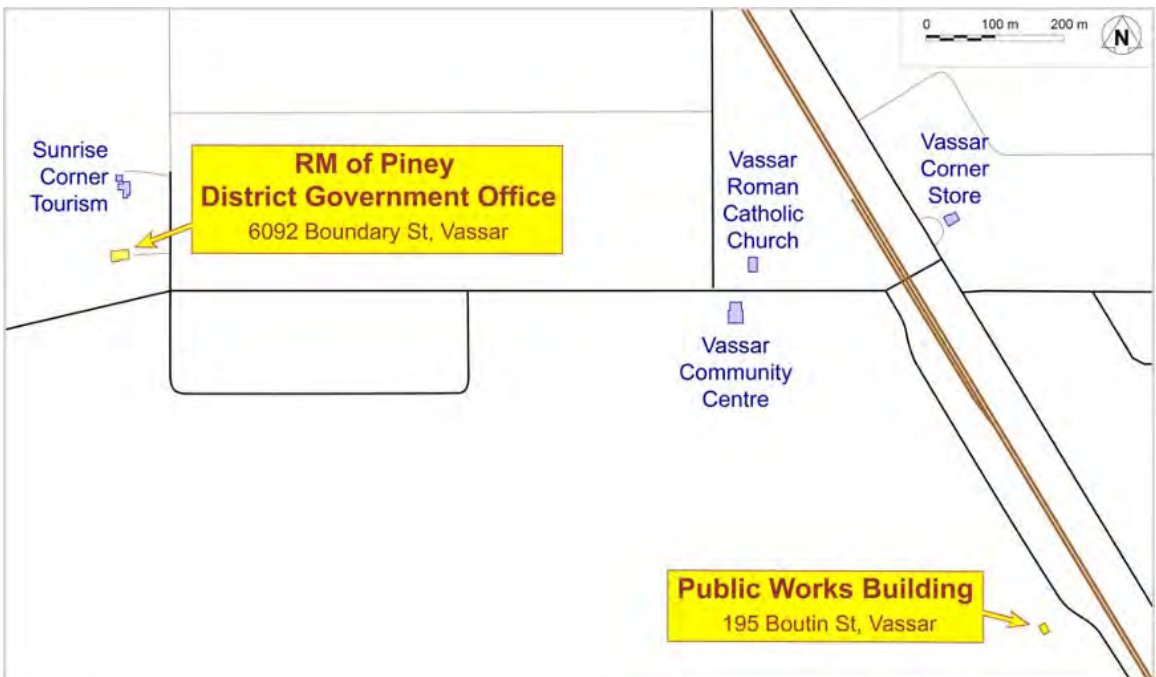 0 100 m 200 m
N
Sunrise
Corner
Tourism
RM of Piney
District Government Office
6092 Boundary St, Vassar
Vassar
Roman
Catholic
Church
Vassar
Corner
Store
Vassar
Community
Centre
Public Works Building
195 Boutin St, Vassar